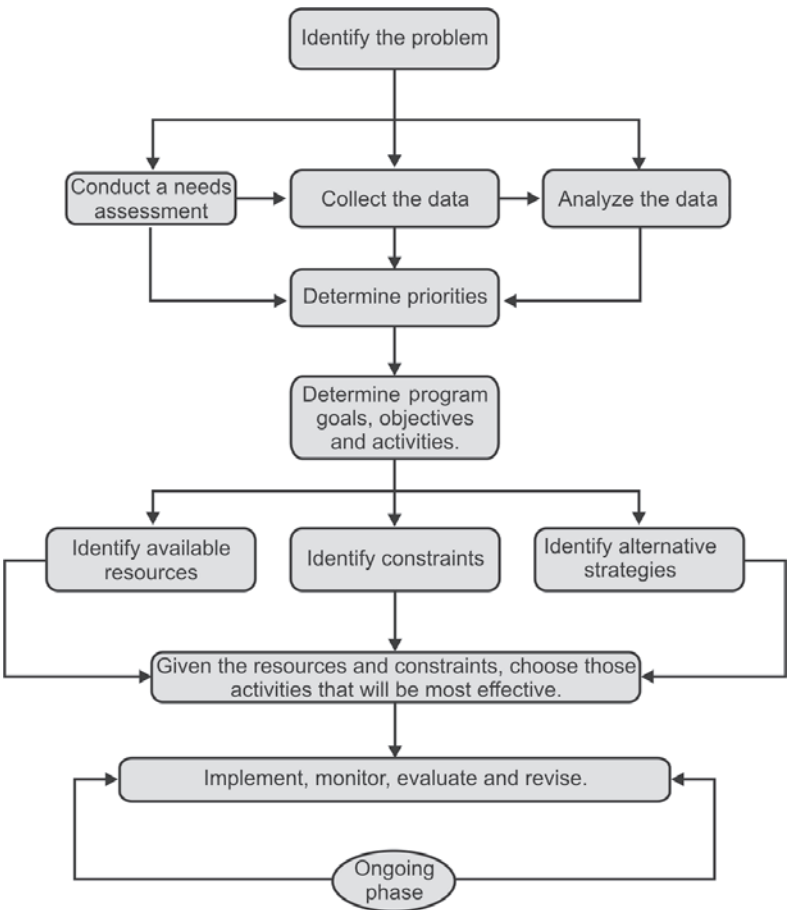 Identify the problem
Conduct a needs
assessment
Collect the data
Analyze the data
Determine priorities
Determine program
goals, objectives
and activities.
Identify available
resources
Identify constraints
Identify alternative
strategies
Given the resources and constraints, choose those
activities that will be most effective.
Implement, monitor, evaluate and revise.
Ongoing
phase